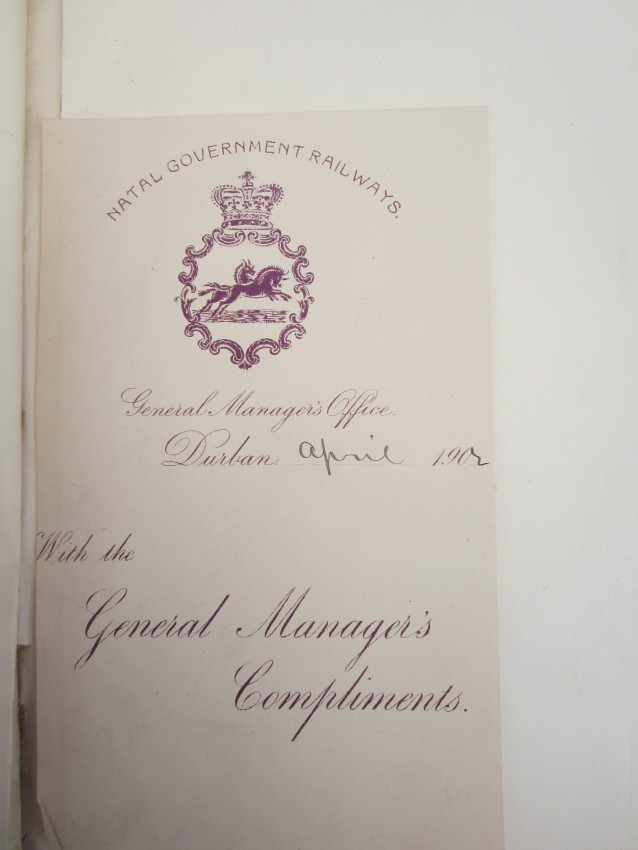 NATAL GOVERNMENT RAILWAYS.
General Manager's Office.
Durban. April 1902
With the
General Manager's
Compliments.